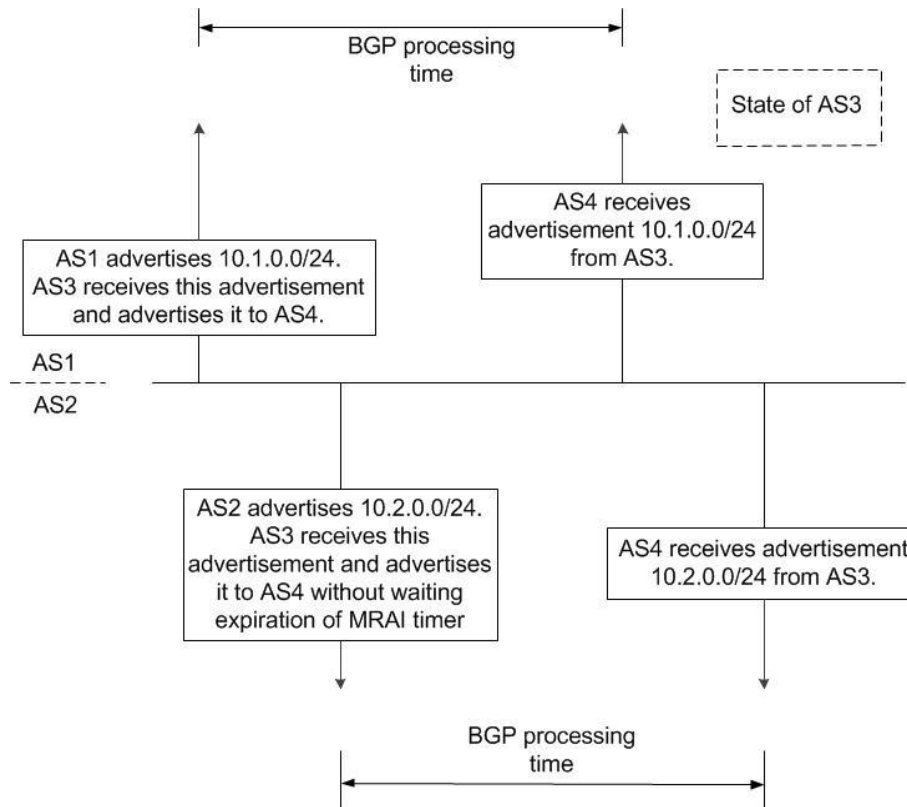 BGP processing
time
State of AS3
AS4 receives
advertisement 10.1.0.0/24
from AS3.
AS1 advertises 10.1.0.0/24.
AS3 receives this advertisement
and advertises it to AS4.
AS1
AS2
AS2 advertises 10.2.0.0/24.
AS3 receives this
advertisement and advertises
it to AS4 without waiting
expiration of MRAI timer
AS4 receives advertisement
10.2.0.0/24 from AS3.
BGP processing
time